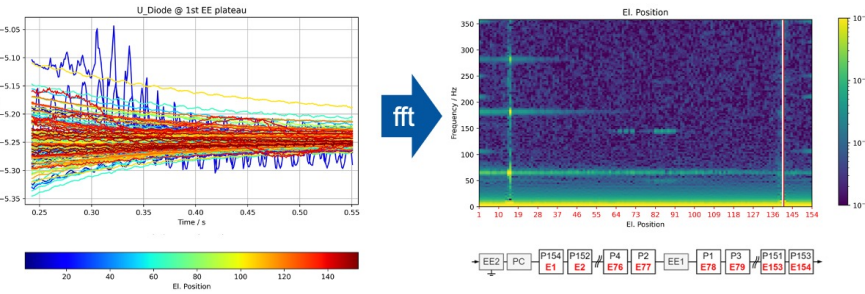 U_Diode @ 1st EE plateau
-5.05
-5.10
-5.15
-5.20
-5.25
-5.30
-5.35
0.25 0.30 0.35 0.40 0.45 0.50 0.55
Time / s
20 40 60 80 100 120 140
El. Position
fft
El. Position
Frequency / Hz
350
300
250
200
150
100
50
0
1 10 19 28 37 46 55 64 73 82 91 100 109 118 127 136 145 154
El. Position
EE2 PC P154 P152 P4 P2 EE1 P1 P3 P151 P153
E1 E2 E76 E77 E78 E79 E153 E154